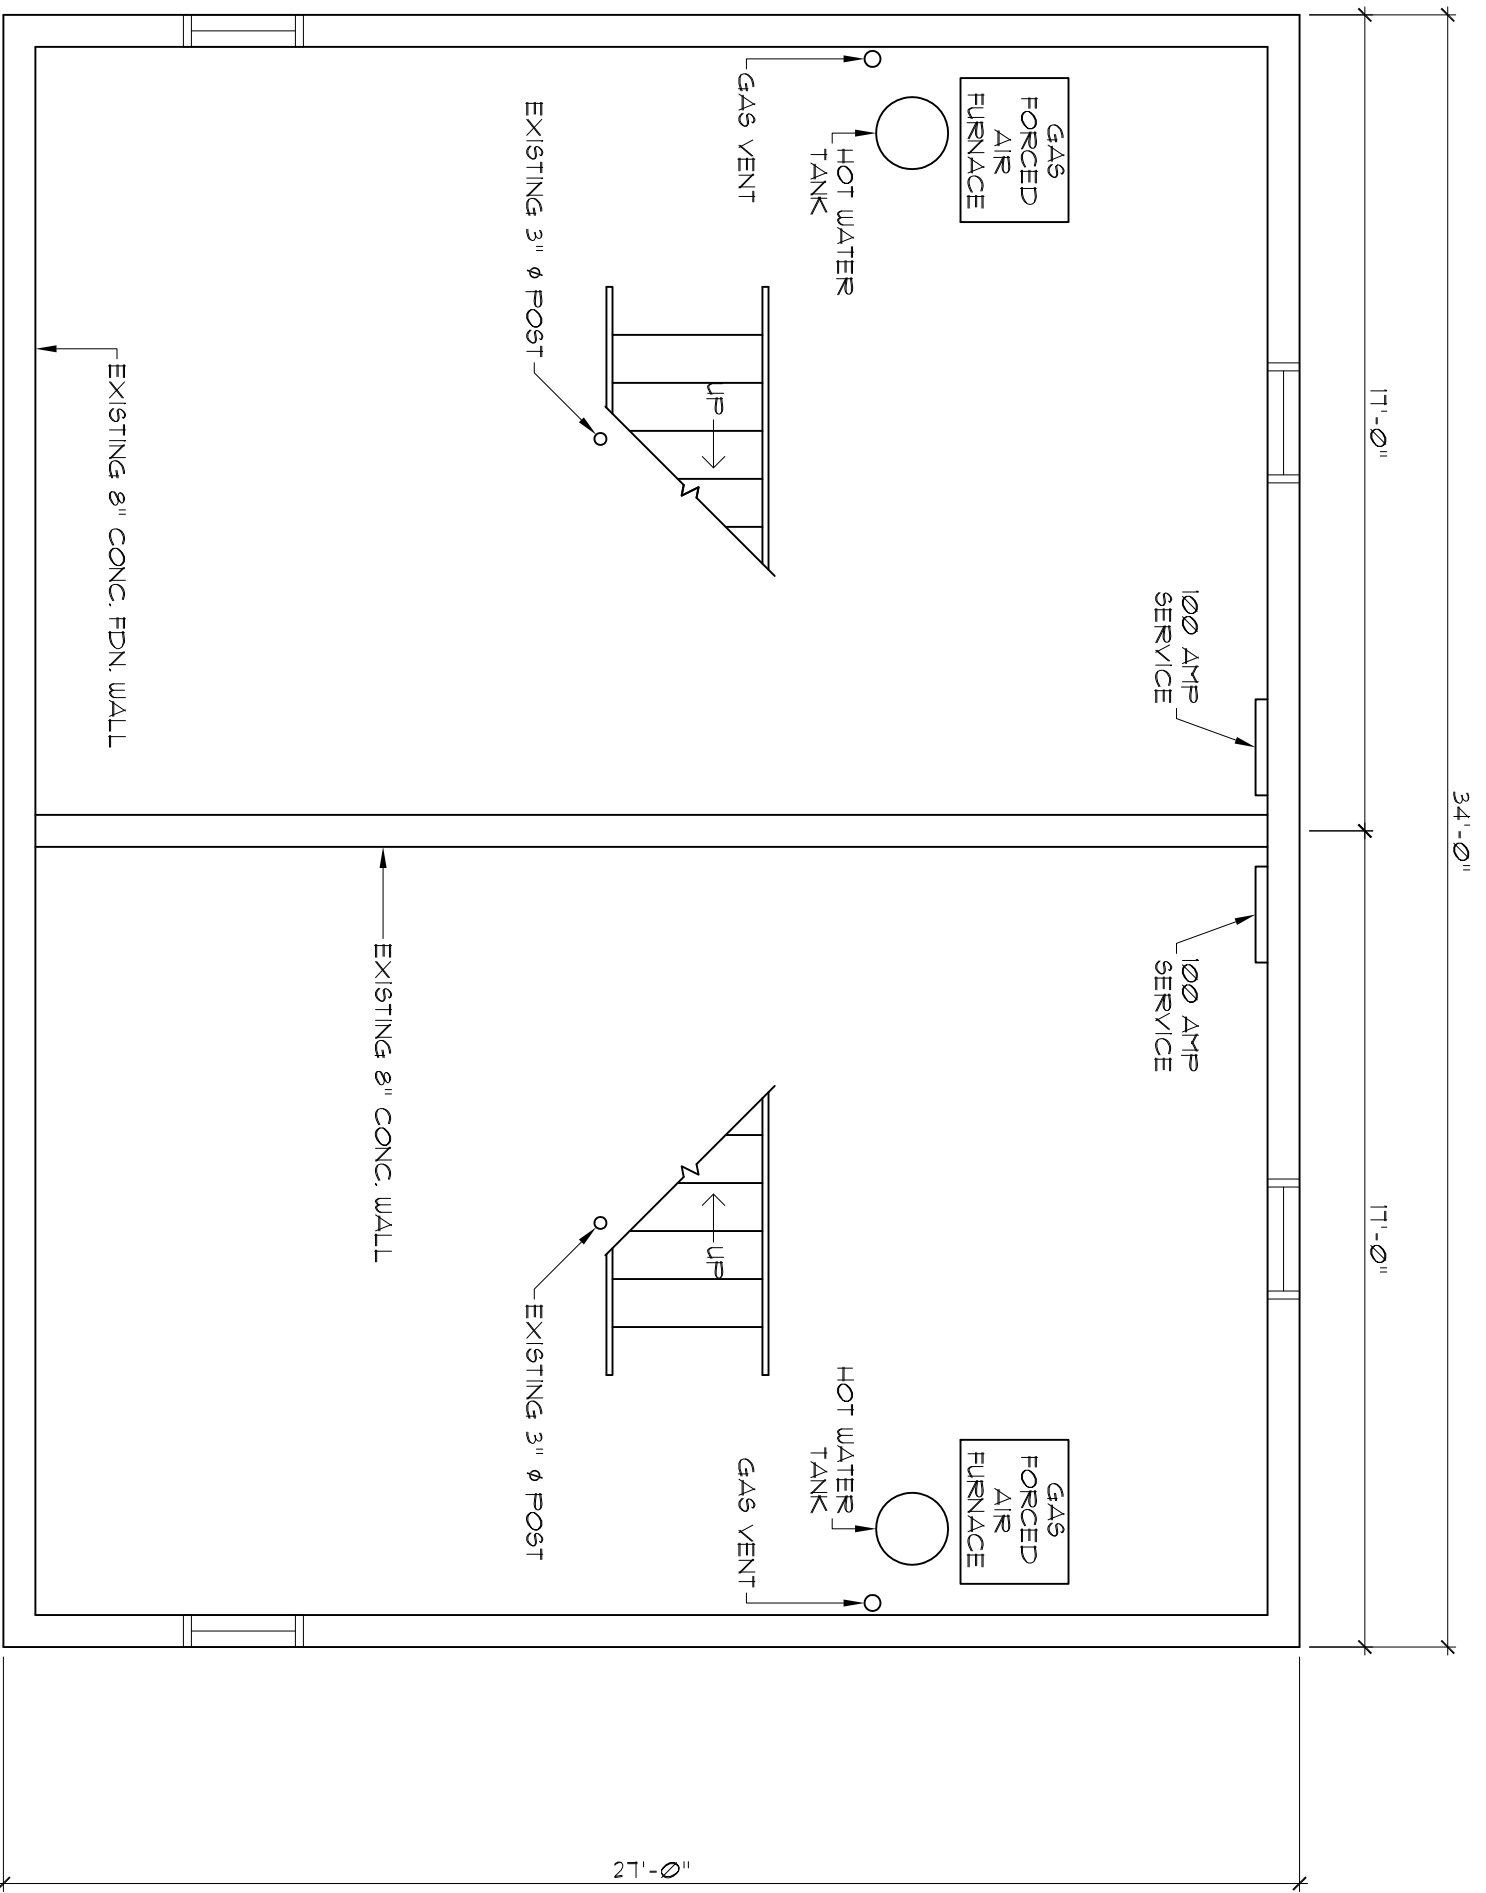 34'-0"
17'-0"
17'-0"
100 AMP
SERVICE
100 AMP
SERVICE
GAS
FORCED
AIR
FURNACE
GAS
FORCED
AIR
FURNACE
HOT WATER
TANK
HOT WATER
TANK
GAS VENT
GAS VENT
UP
UP
EXISTING 3" ø POST
EXISTING 3" ø POST
EXISTING 8" CONC. WALL
EXISTING 8" CONC. FDN. WALL
27'-0"